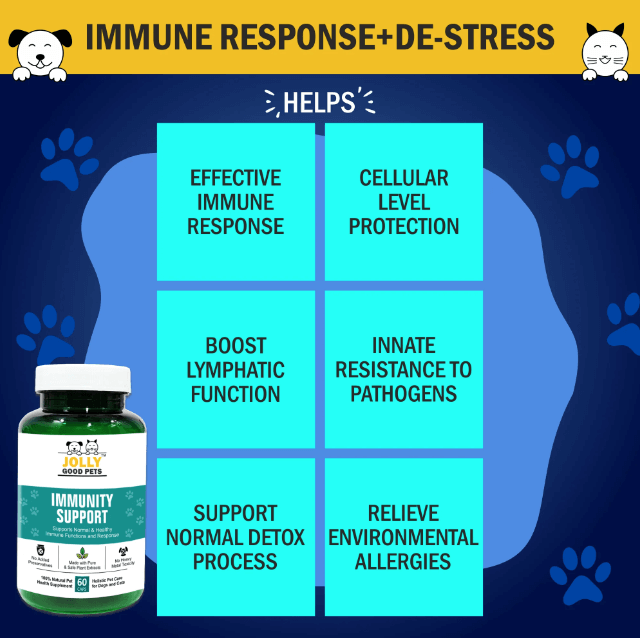 IMMUNE RESPONSE+DE-STRESS
HELPS
EFFECTIVE
IMMUNE
RESPONSE
CELLULAR
LEVEL
PROTECTION
BOOST
LYMPHATIC
FUNCTION
INNATE
RESISTANCE TO
PATHOGENS
SUPPORT
NORMAL DETOX
PROCESS
RELIEVE
ENVIRONMENTAL
ALLERGIES
JOLLY
GOOD PETS
IMMUNITY
SUPPORT
Supports Normal & Healthy
Immune Functions and Response
No Added
Preservatives
Made with Pure
& Safe Plant Extracts
No Heavy
Metal Toxicity
100% Natural Pet
Health Supplement
60
Holistic Pet Care
for Dogs and Cats